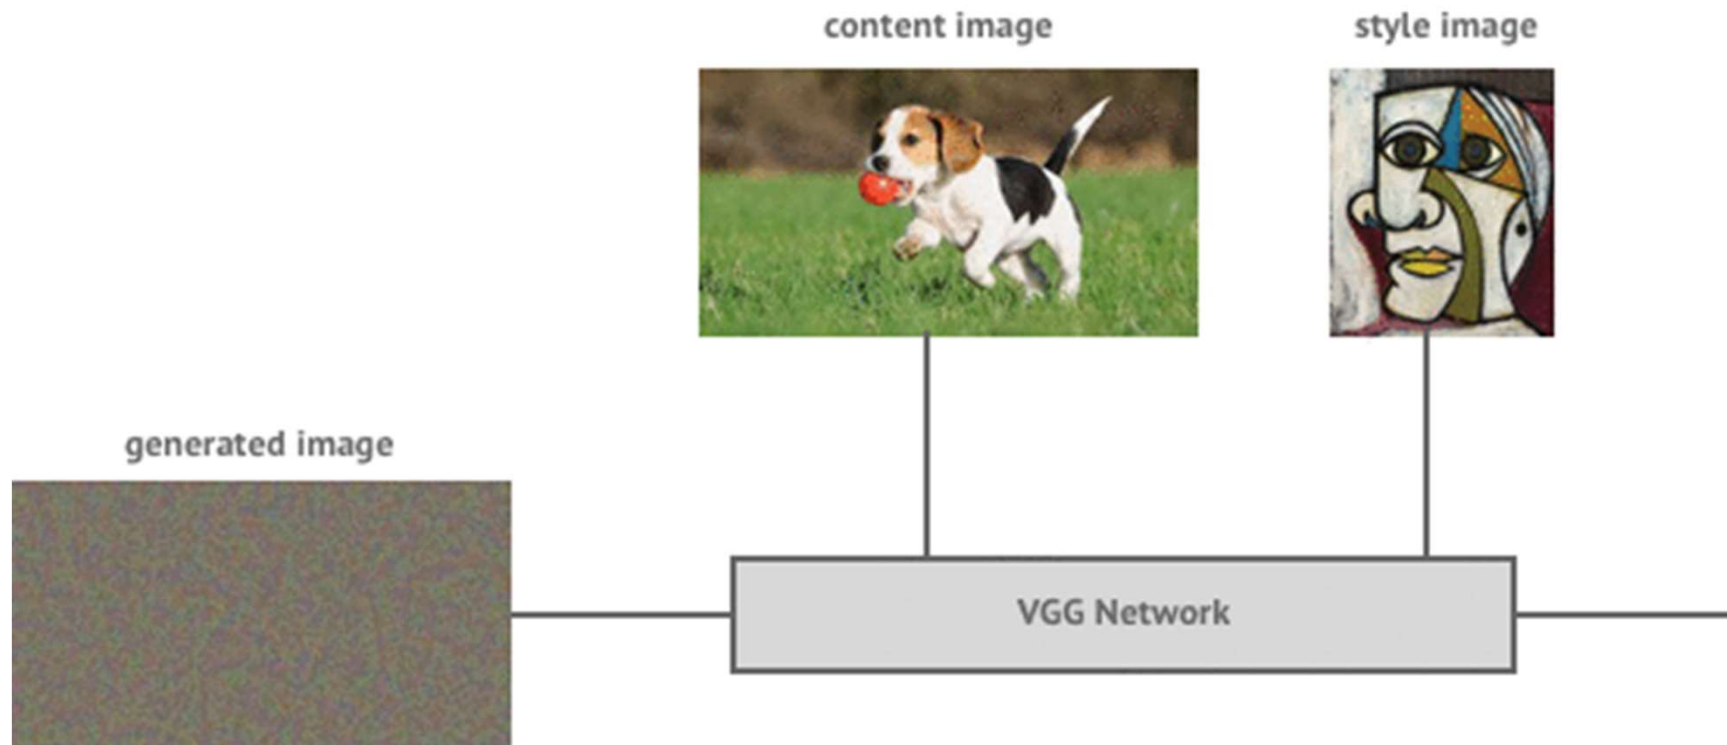 content image
style image
generated image
VGG Network